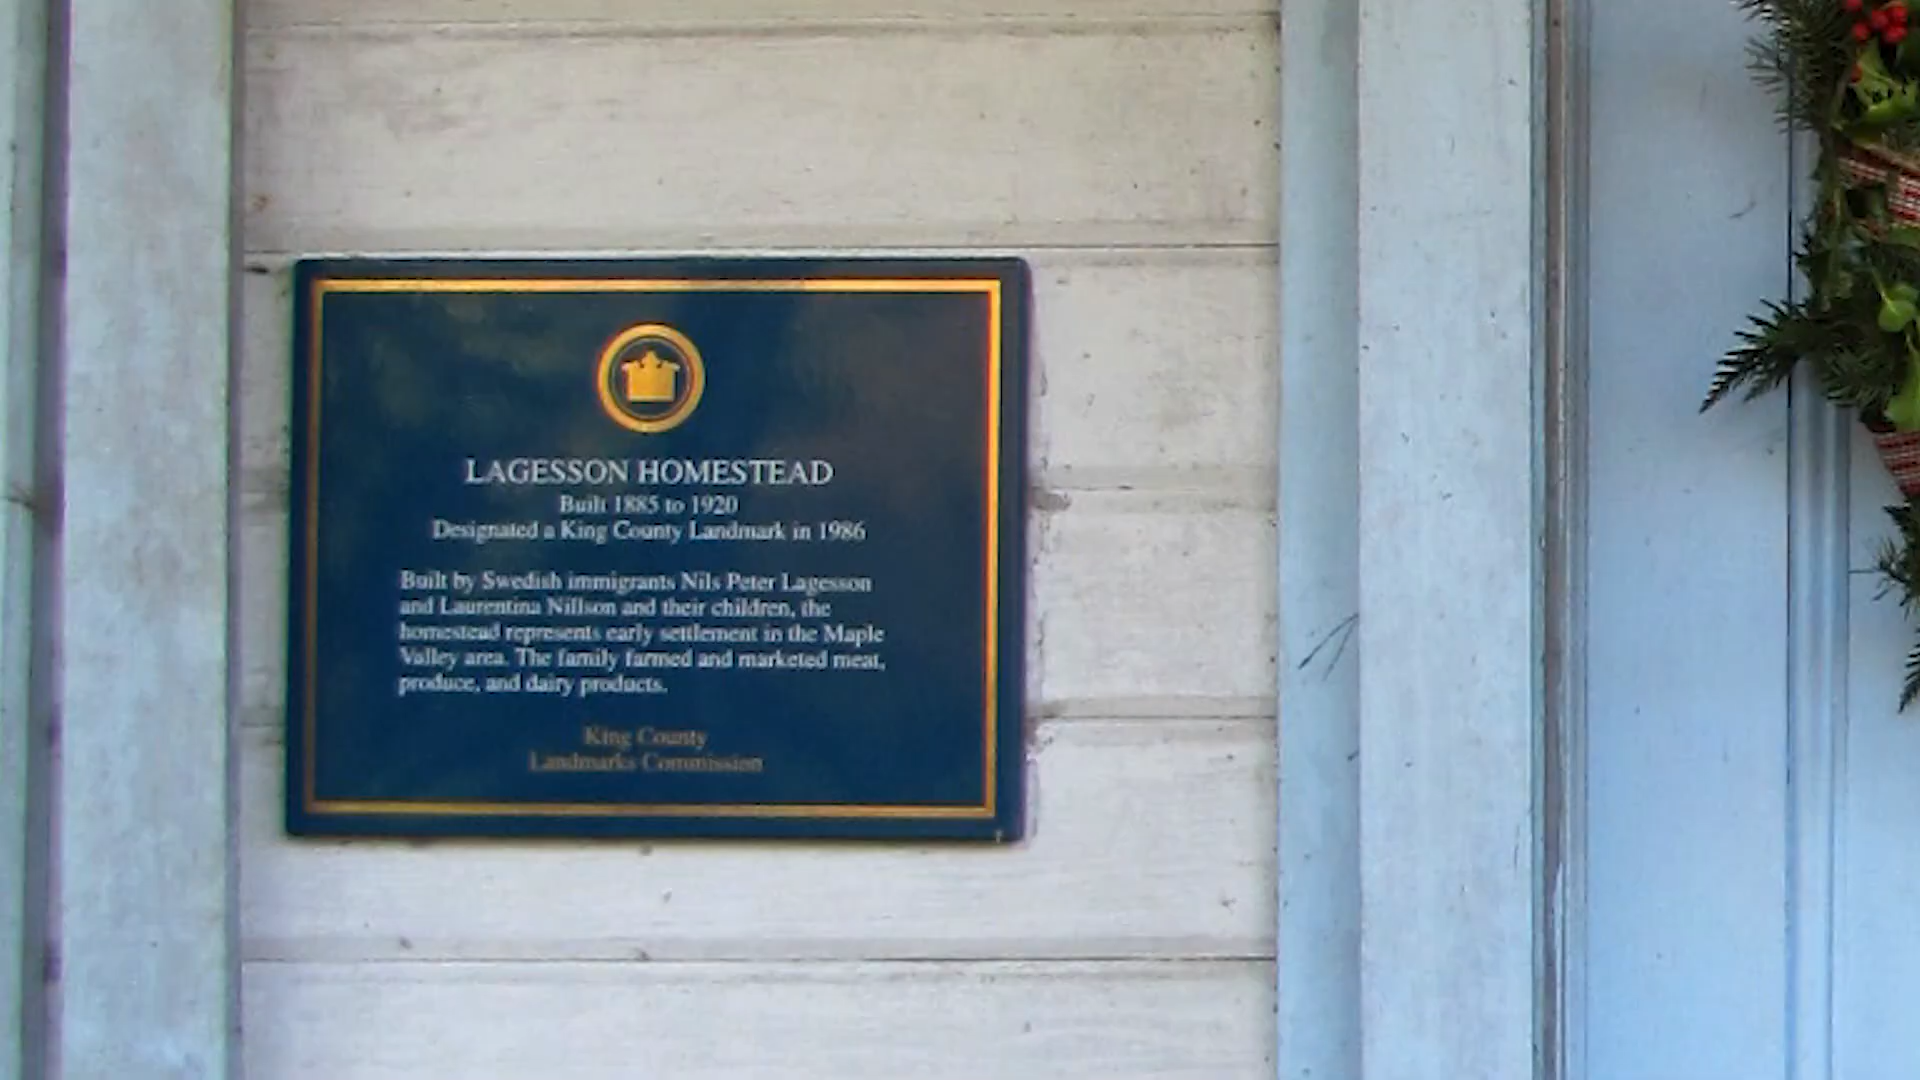 LAGESSON HOMESTEAD
Built 1885 to 1920
Designated a King County Landmark in 1986
Built by Swedish immigrants Nils Peter Lagesson
and Laurentina Nillson and their children, the
homestead represents early settlement in the Maple
Valley area. The family farmed and marketed meat,
produce, and dairy products.
King County
Landmarks Commission